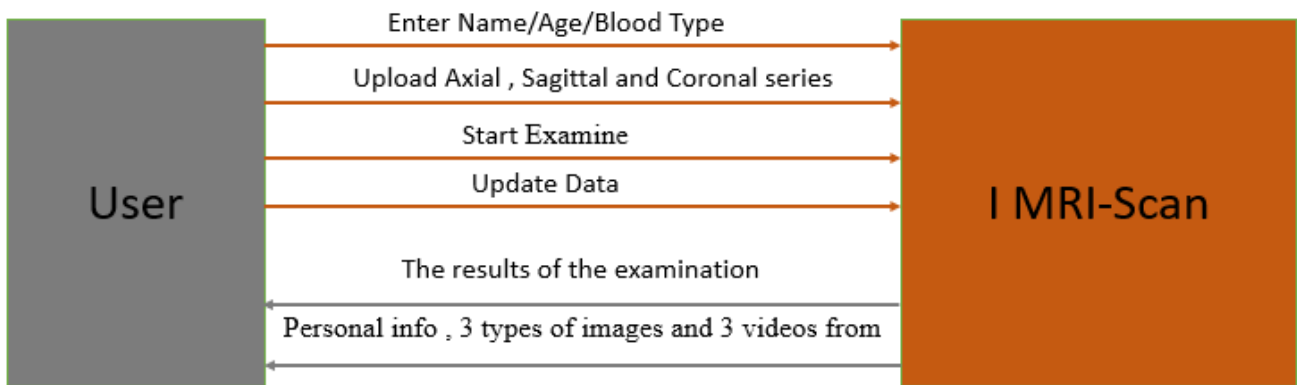 Enter Name/Age/Blood Type
Upload Axial , Sagittal and Coronal series
Start Examine
Update Data
User
I MRI-Scan
The results of the examination
Personal info , 3 types of images and 3 videos from